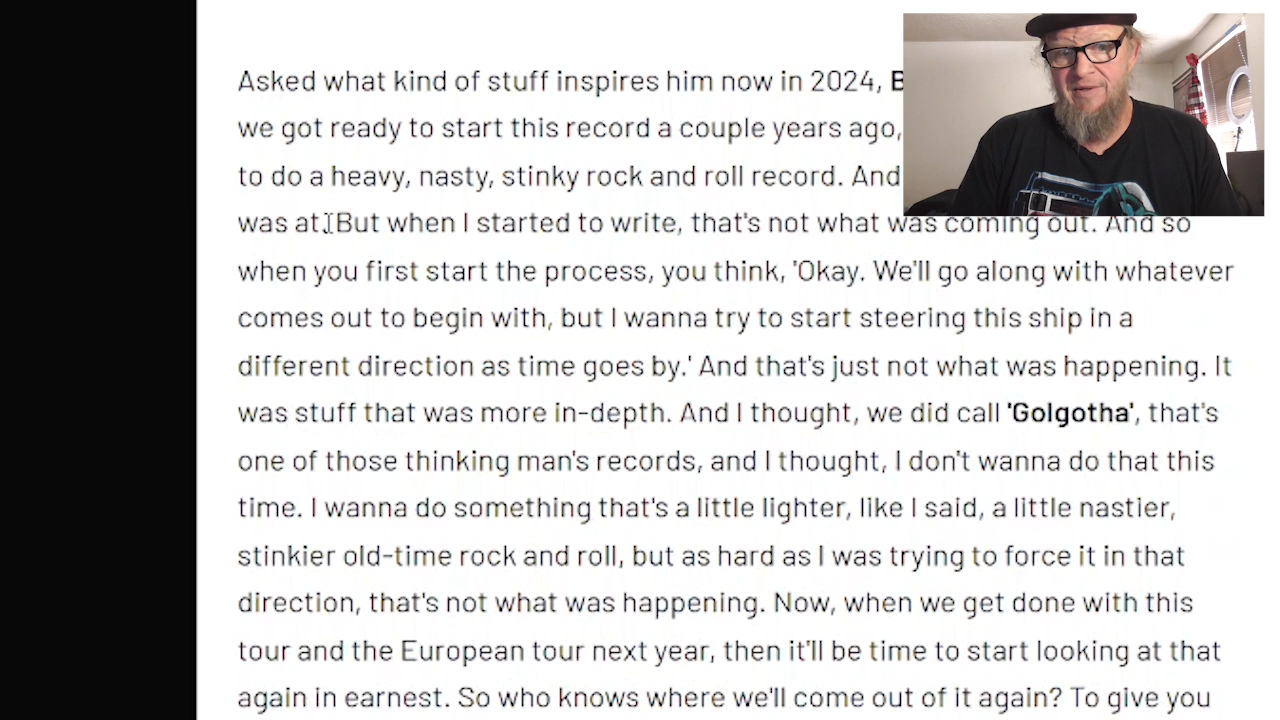 Asked what kind of stuff inspires him now in 2024,
we got ready to start this record a couple years ago,
to do a heavy, nasty, stinky rock and roll record. And
was at. But when I started to write, that's not what was coming out. And so
when you first start the process, you think, 'Okay. We'll go along with whatever
comes out to begin with, but I wanna try to start steering this ship in a
different direction as time goes by.' And that's just not what was happening. It
was stuff that was more in-depth. And I thought, we did call 'Golgotha', that's
one of those thinking man's records, and I thought, I don't wanna do that this
time. I wanna do something that's a little lighter, like I said, a little nastier,
stinkier old-time rock and roll, but as hard as I was trying to force it in that
direction, that's not what was happening. Now, when we get done with this
tour and the European tour next year, then it'll be time to start looking at that
again in earnest. So who knows where we'll come out of it again? To give you